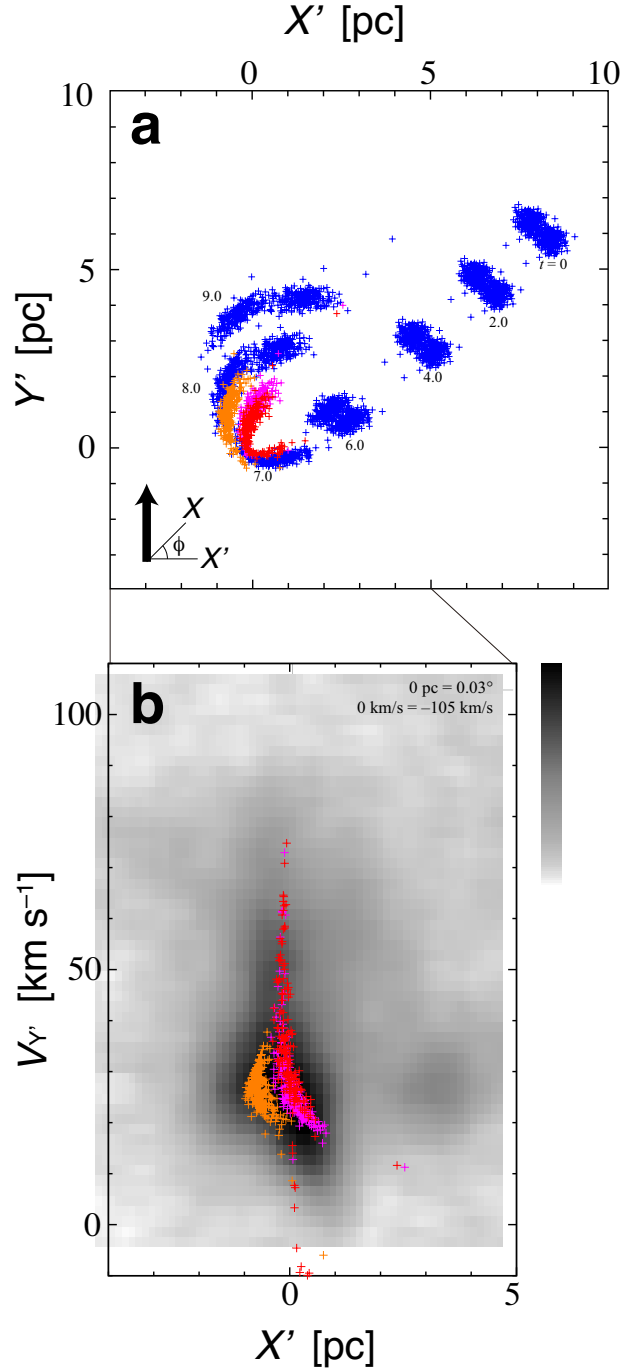 X' [pc]
0 5 10
a
10
5
0
Y' [pc]
t = 0
2.0
4.0
6.0
7.0
8.0
9.0
X
ϕ
X'
b
0 pc = 0.03°
0 km/s = –105 km/s
100
50
0
V_Y' [km s⁻¹]
0 5
X' [pc]